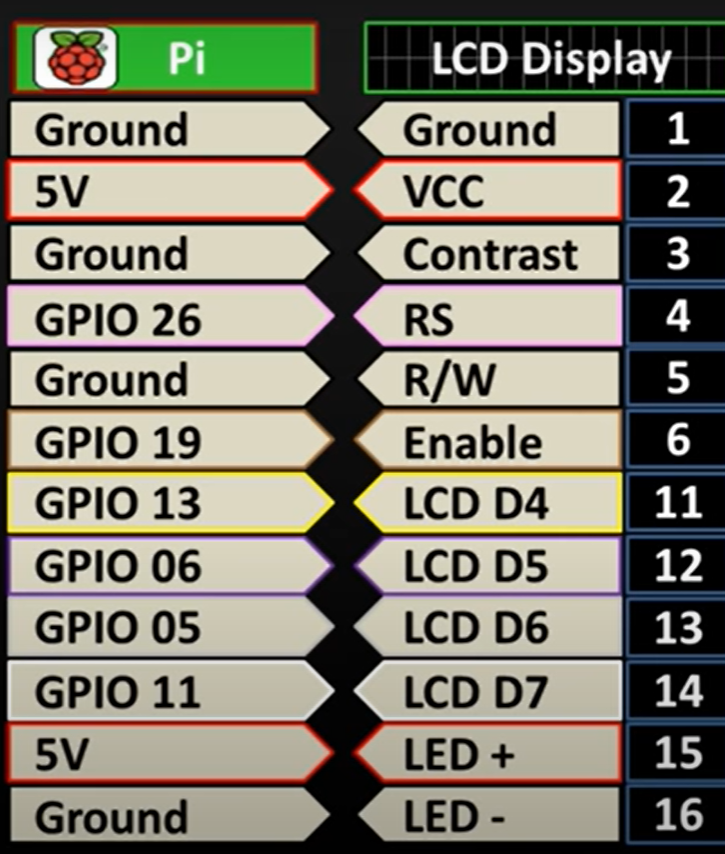 Pi LCD Display
Ground Ground 1
5V VCC 2
Ground Contrast 3
GPIO 26 RS 4
Ground R/W 5
GPIO 19 Enable 6
GPIO 13 LCD D4 11
GPIO 06 LCD D5 12
GPIO 05 LCD D6 13
GPIO 11 LCD D7 14
5V LED + 15
Ground LED - 16